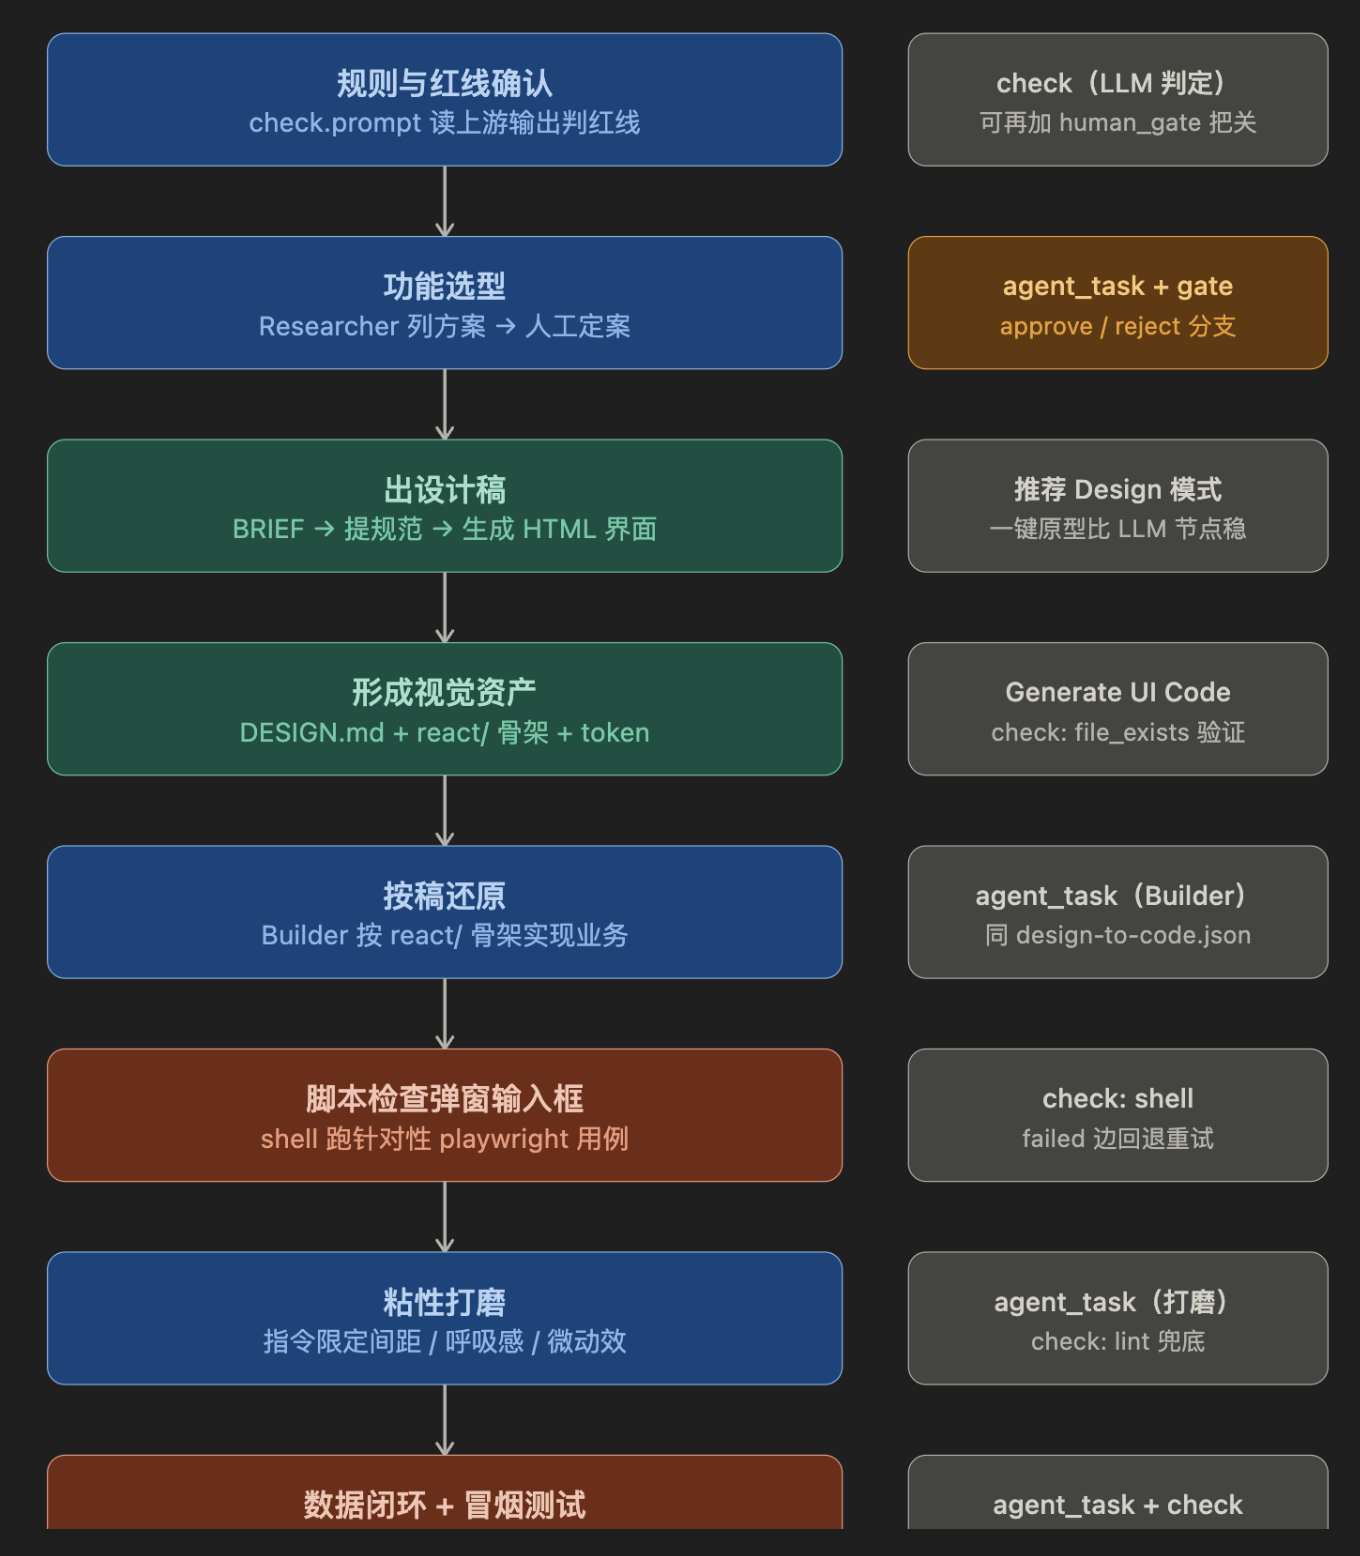 规则与红线确认
check.prompt 读上游输出判红线
check（LLM 判定）
可再加 human_gate 把关
功能选型
Researcher 列方案 → 人工定案
agent_task + gate
approve / reject 分支
出设计稿
BRIEF → 提规范 → 生成 HTML 界面
推荐 Design 模式
一键原型比 LLM 节点稳
形成视觉资产
DESIGN.md + react/ 骨架 + token
Generate UI Code
check: file_exists 验证
按稿还原
Builder 按 react/ 骨架实现业务
agent_task（Builder）
同 design-to-code.json
脚本检查弹窗输入框
shell 跑针对性 playwright 用例
check: shell
failed 边回退重试
粘性打磨
指令限定间距 / 呼吸感 / 微动效
agent_task（打磨）
check: lint 兜底
数据闭环 + 冒烟测试
agent_task + check